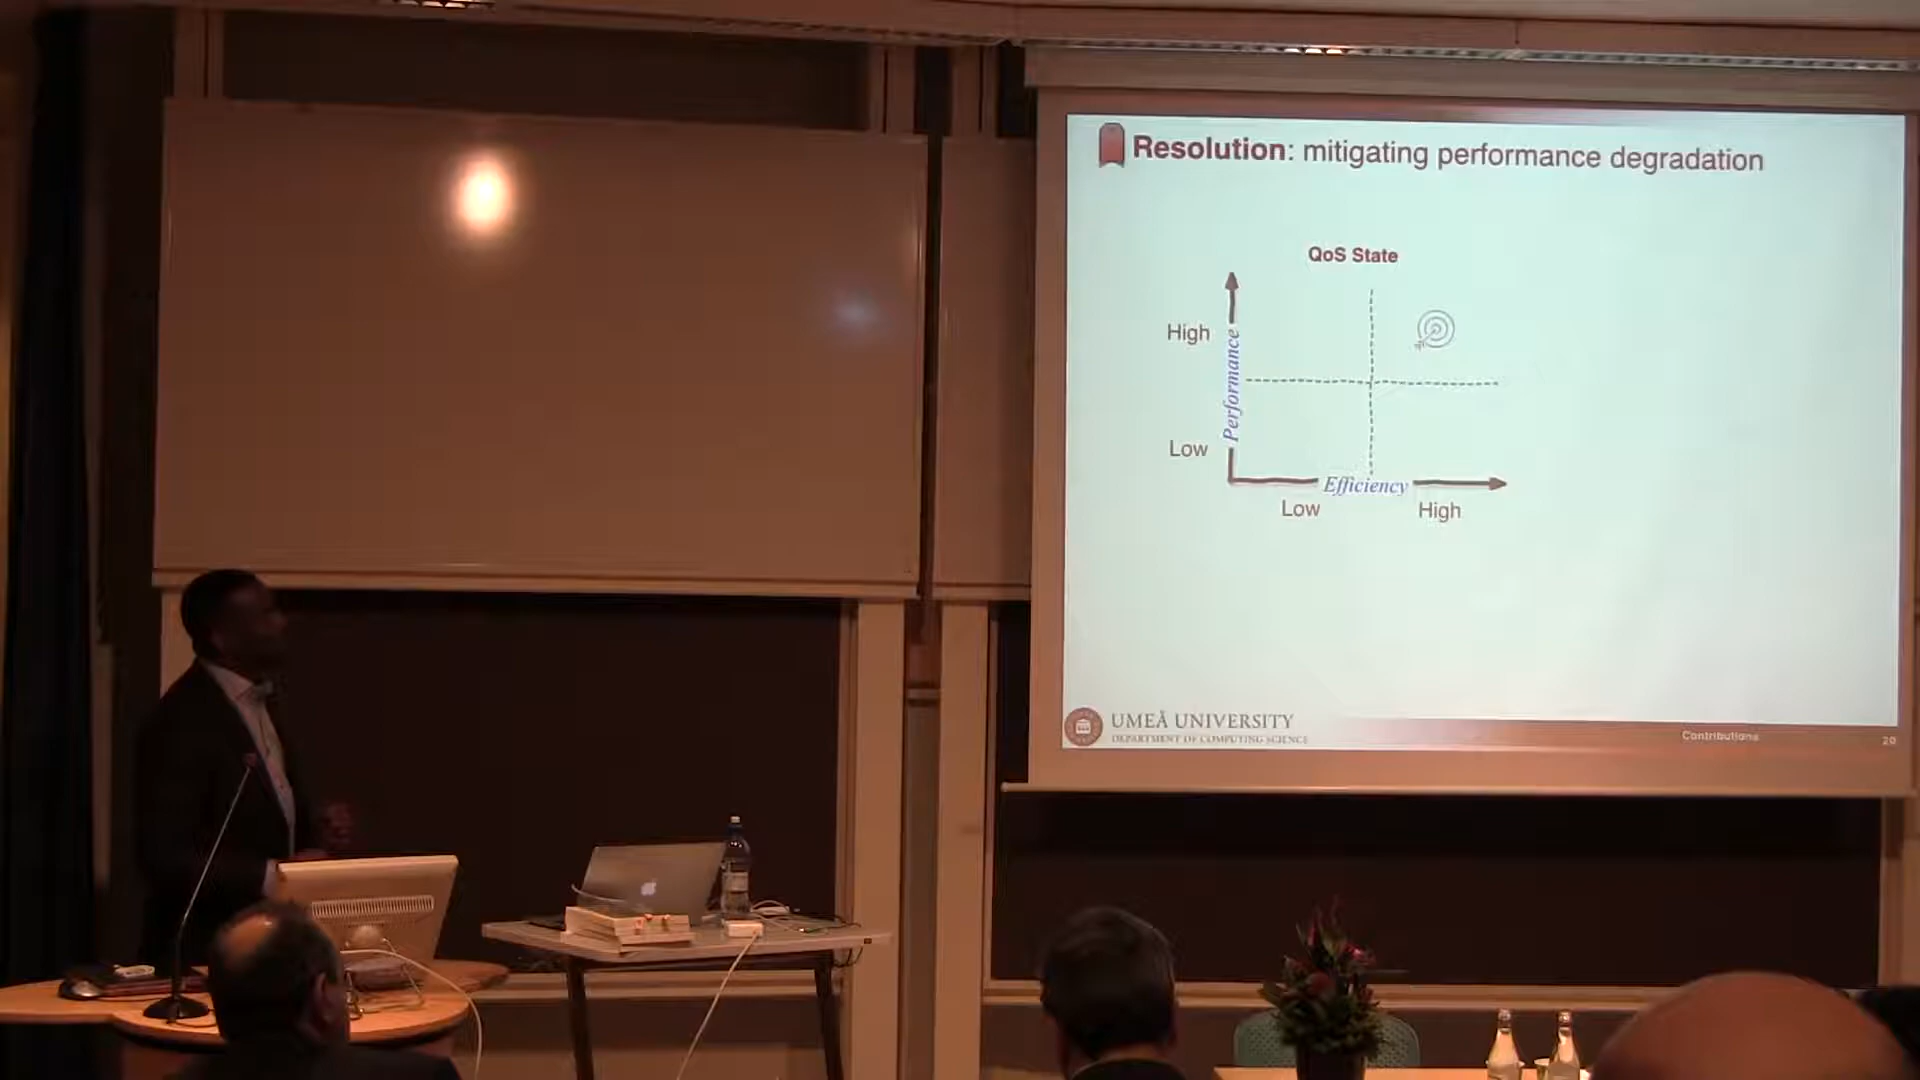 Resolution: mitigating performance degradation
QoS State
High
Performance
Low
Efficiency
Low
High
UMEÅ UNIVERSITY
DEPARTMENT OF COMPUTING SCIENCE
Contributions
20